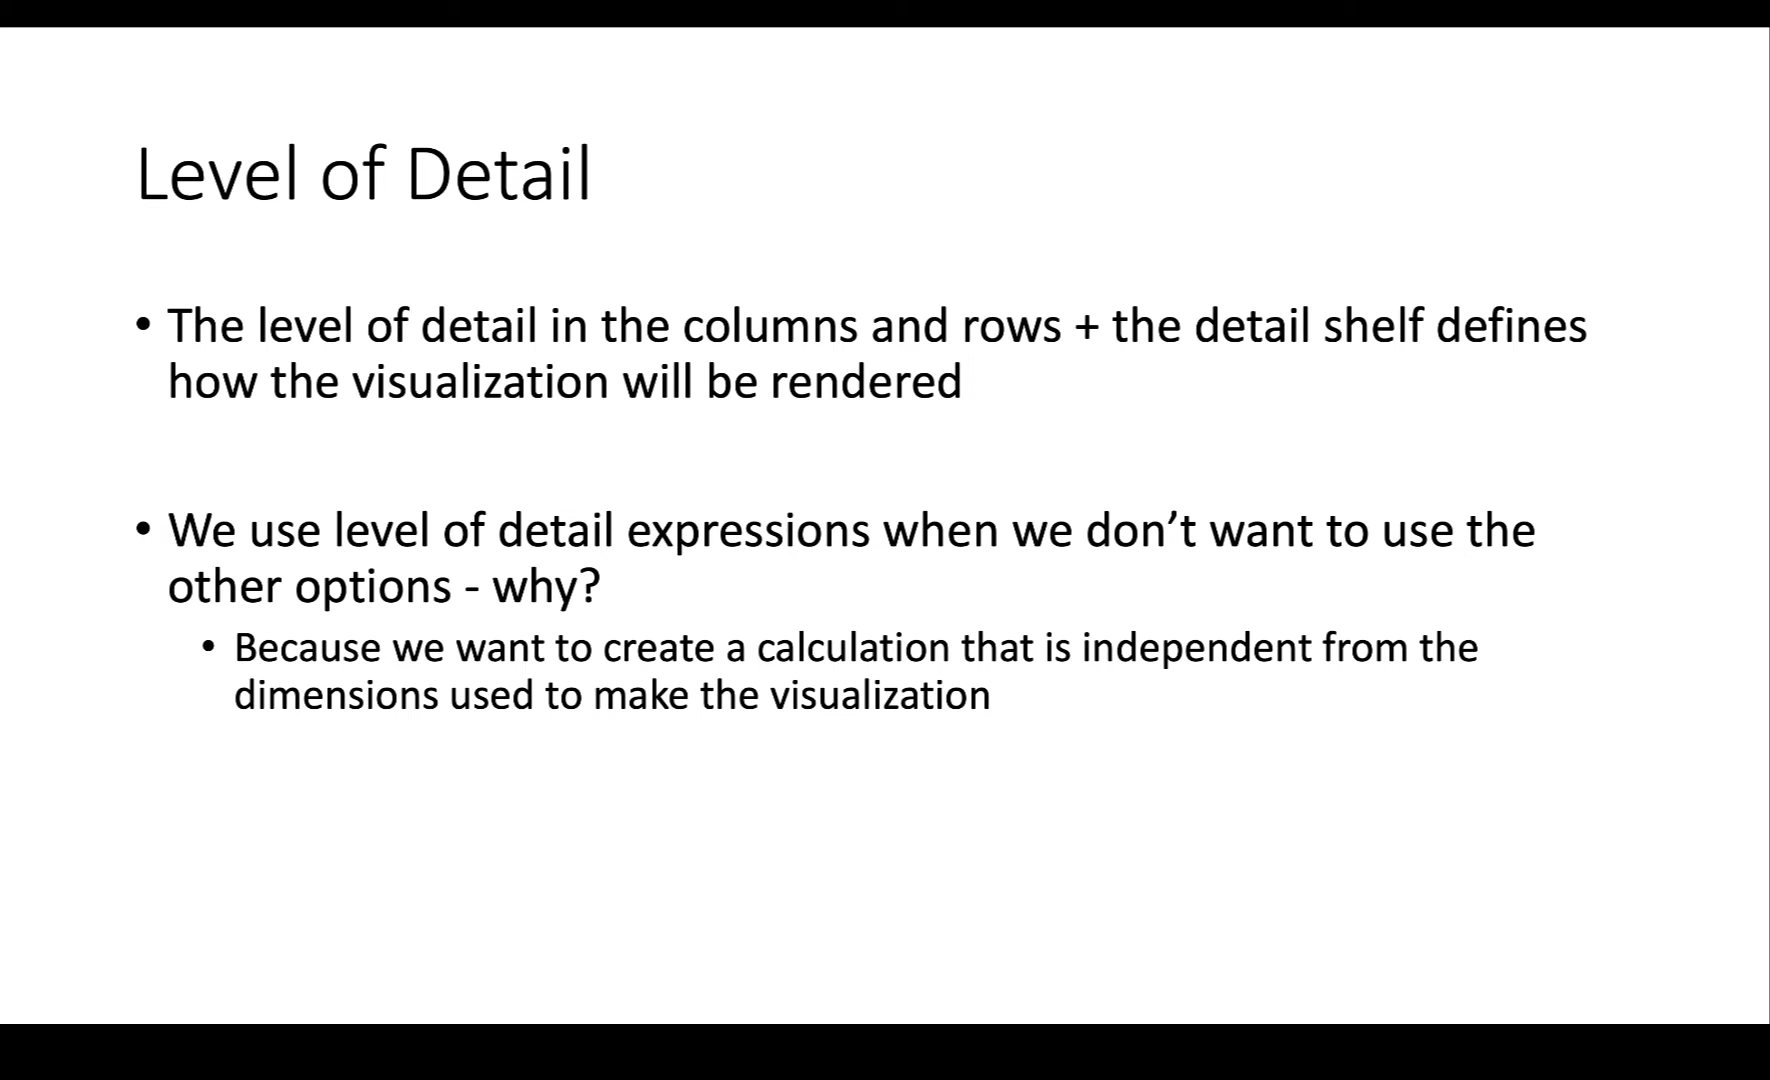 Level of Detail
• The level of detail in the columns and rows + the detail shelf defines
how the visualization will be rendered
• We use level of detail expressions when we don’t want to use the
other options - why?
• Because we want to create a calculation that is independent from the
dimensions used to make the visualization